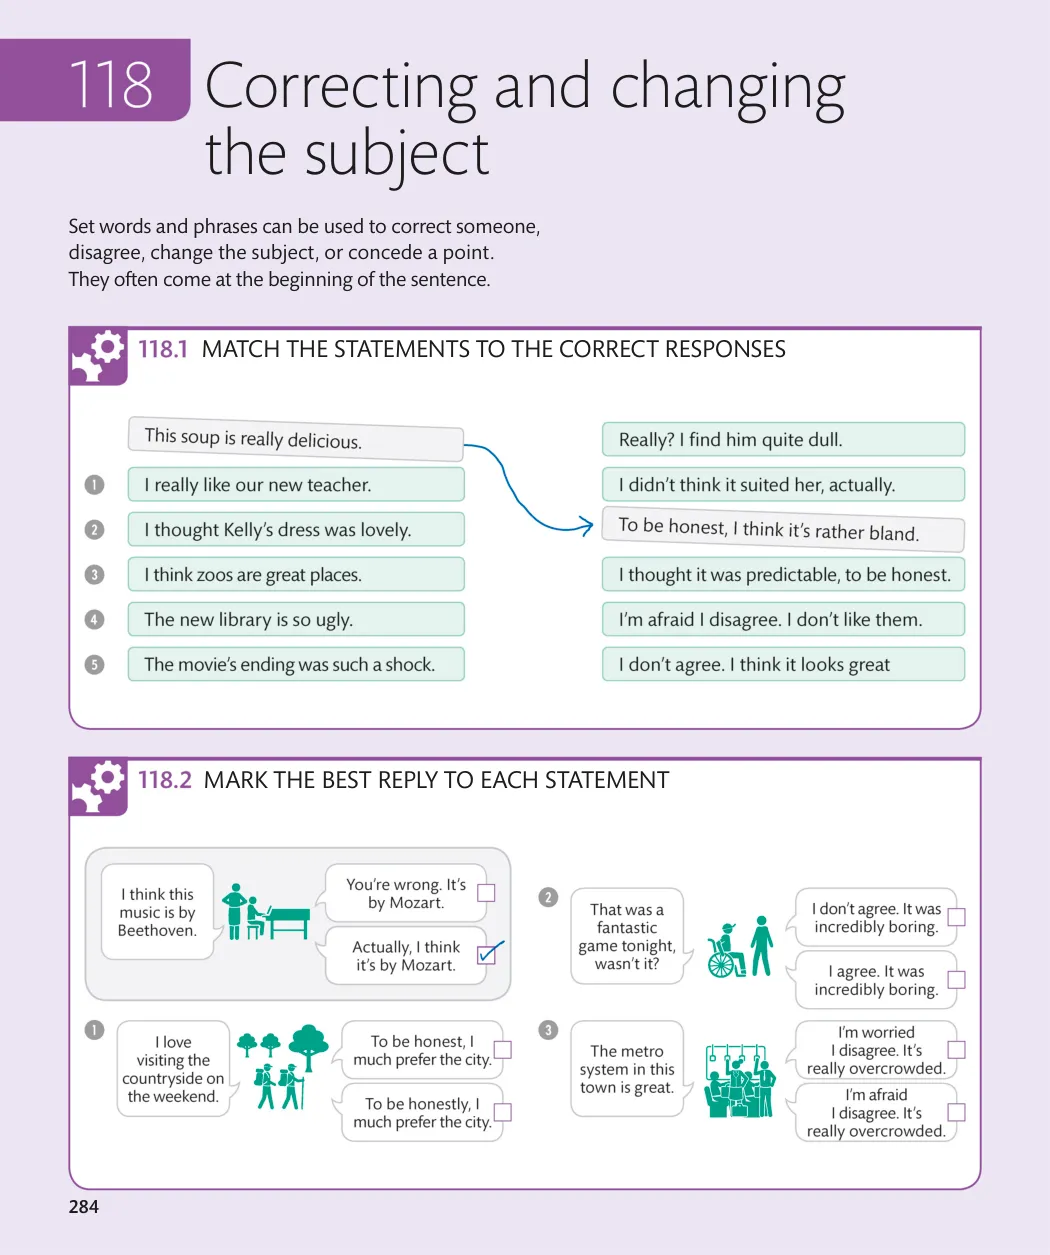 118
Correcting and changing
the subject
Set words and phrases can be used to correct someone,
disagree, change the subject, or concede a point.
They often come at the beginning of the sentence.
118.1 MATCH THE STATEMENTS TO THE CORRECT RESPONSES
This soup is really delicious.
1 I really like our new teacher.
2 I thought Kelly’s dress was lovely.
3 I think zoos are great places.
4 The new library is so ugly.
5 The movie’s ending was such a shock.
Really? I find him quite dull.
I didn’t think it suited her, actually.
To be honest, I think it’s rather bland.
I thought it was predictable, to be honest.
I’m afraid I disagree. I don’t like them.
I don’t agree. I think it looks great
118.2 MARK THE BEST REPLY TO EACH STATEMENT
I think this
music is by
Beethoven.
You’re wrong. It’s
by Mozart.
Actually, I think
it’s by Mozart.
1
I love
visiting the
countryside on
the weekend.
To be honest, I
much prefer the city.
To be honestly, I
much prefer the city.
2
That was a
fantastic
game tonight,
wasn’t it?
I don’t agree. It was
incredibly boring.
I agree. It was
incredibly boring.
3
The metro
system in this
town is great.
I’m worried
I disagree. It’s
really overcrowded.
I’m afraid
I disagree. It’s
really overcrowded.
284